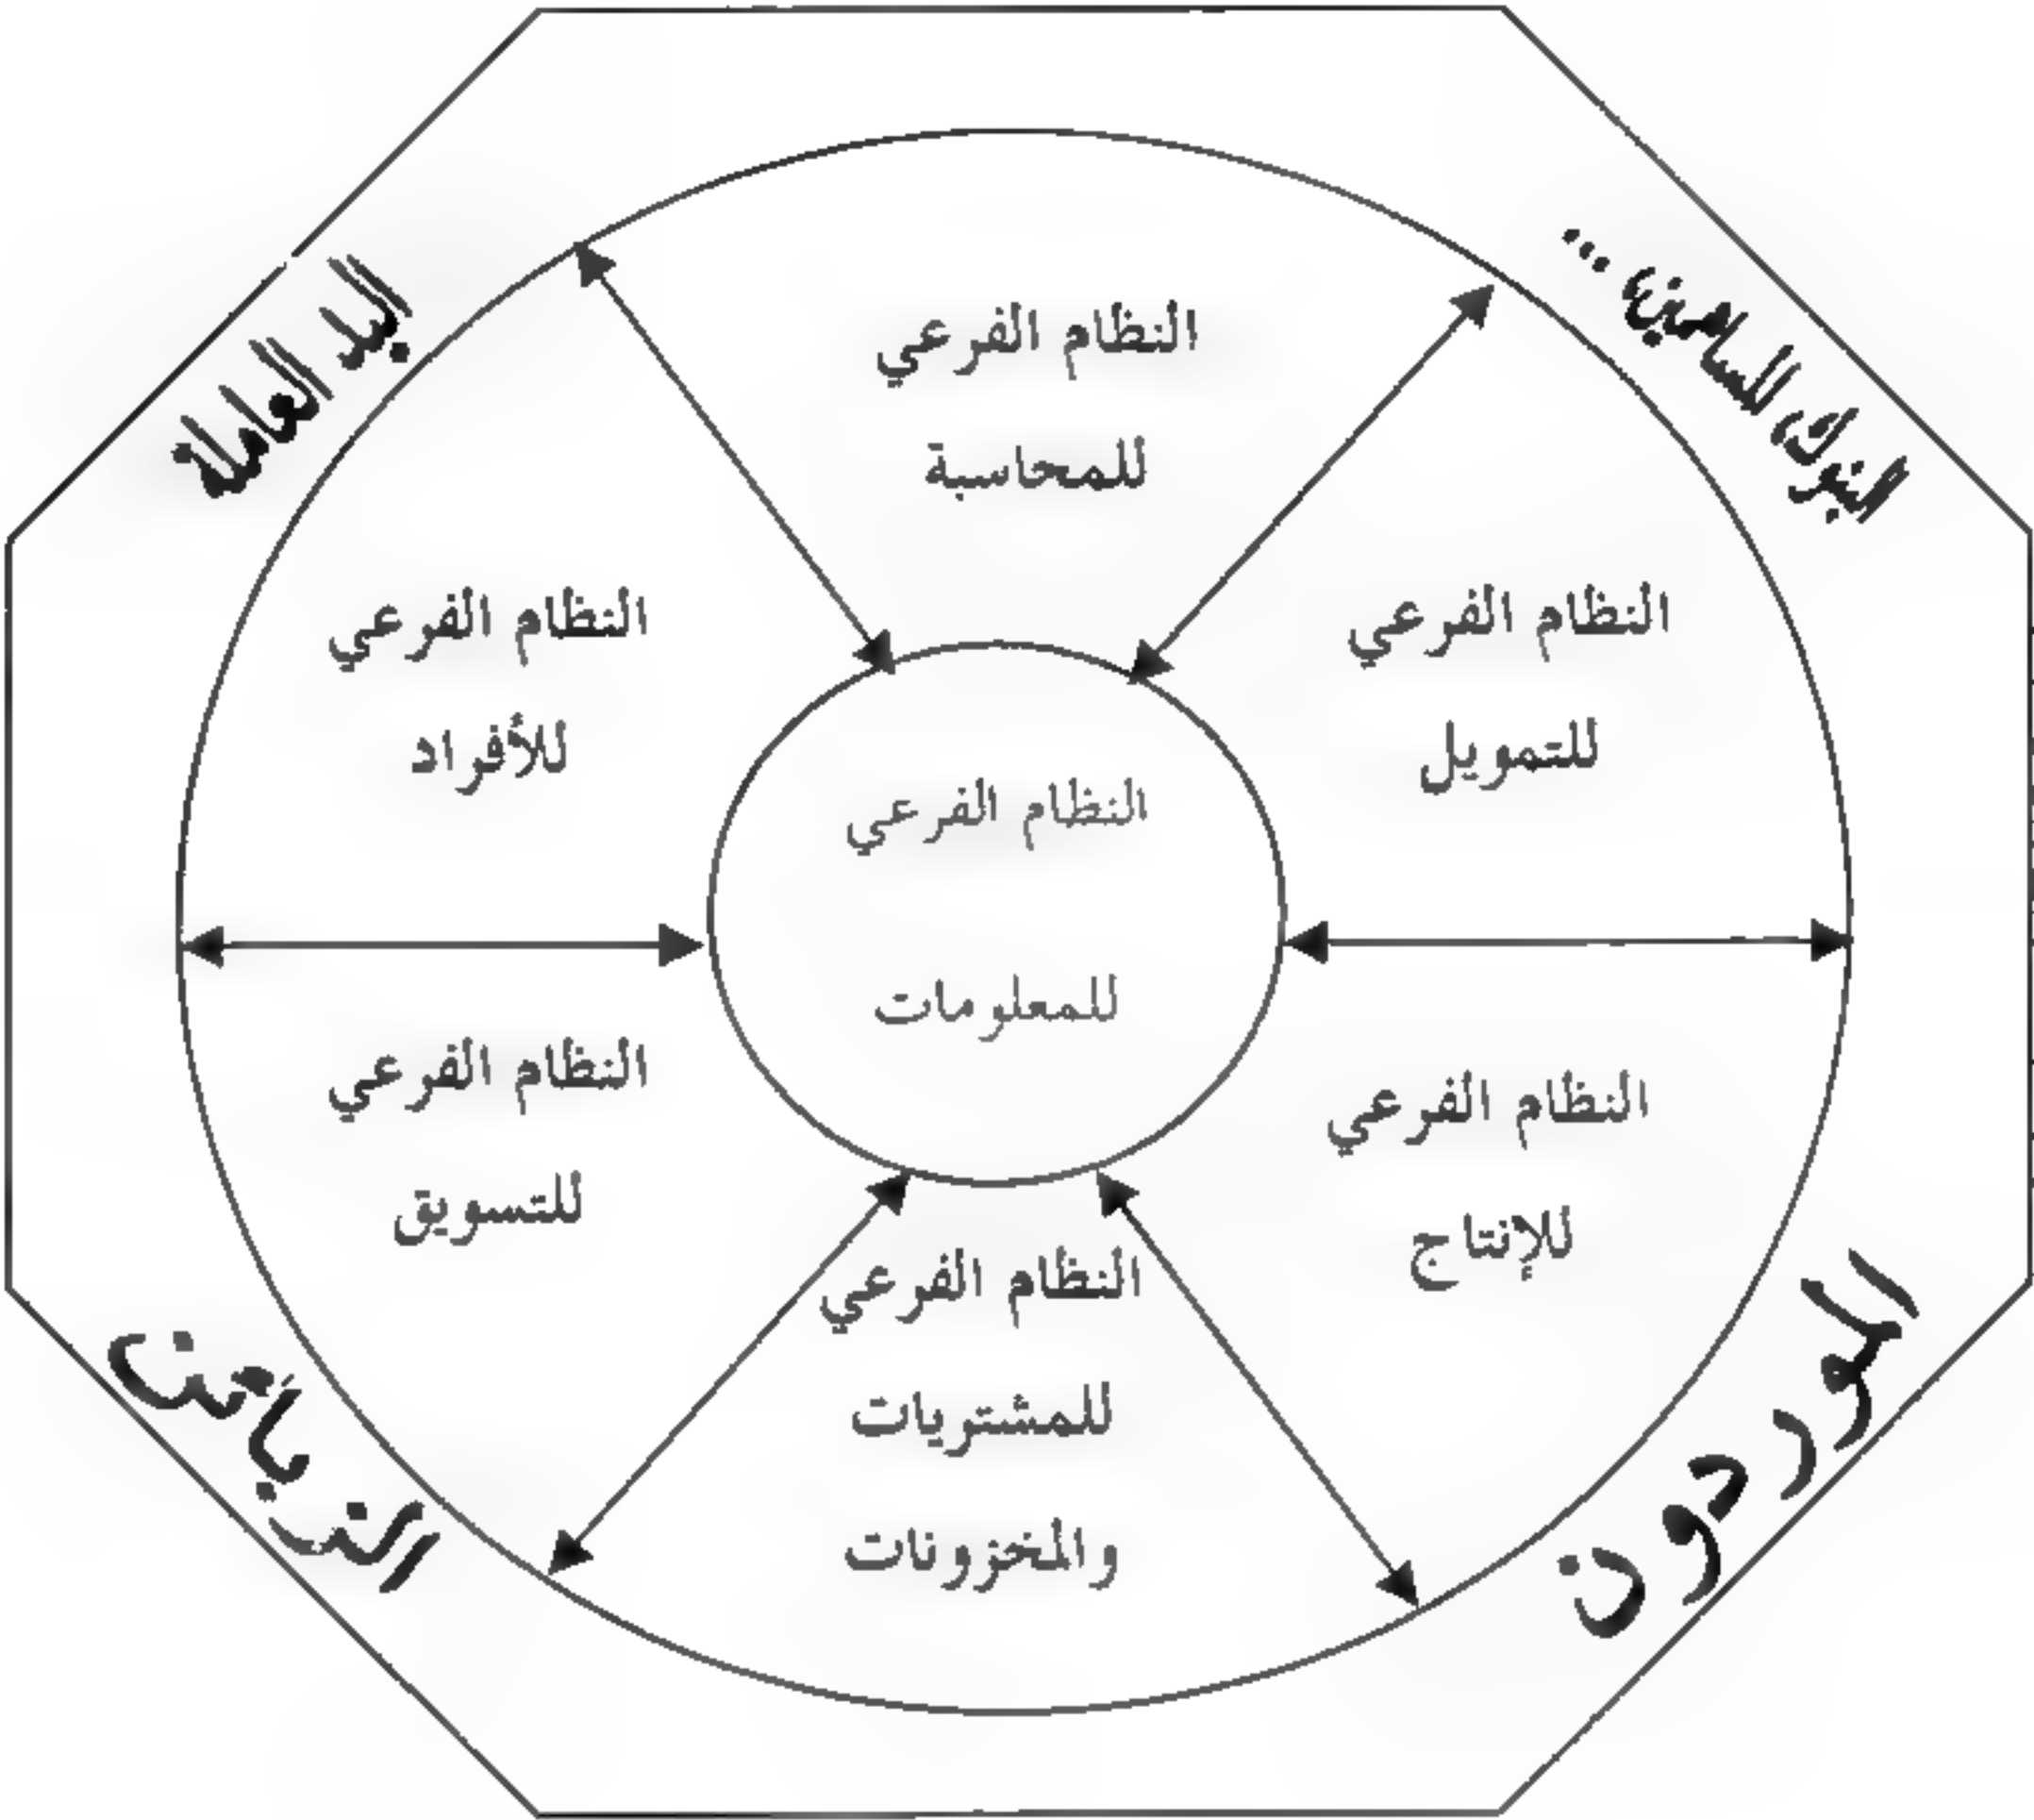 النظام الفرعي
للمحاسبة
البنوك المساهمين ...
اليد العاملة
النظام الفرعي
للتمويل
النظام الفرعي
للأفراد
النظام الفرعي
للمعلومات
النظام الفرعي
للإنتاج
النظام الفرعي
للتسويق
النظام الفرعي
للمشتريات
والمخزونات
الموردون